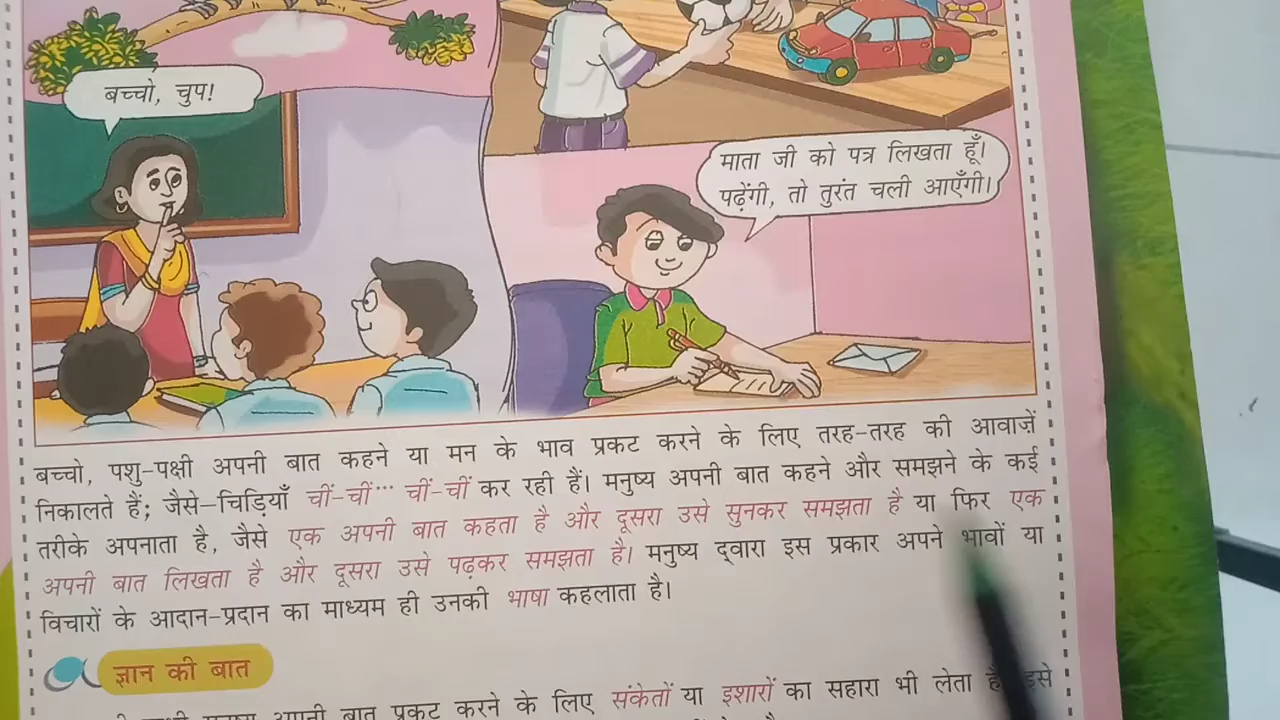 बच्चो, चुप!
माता जी को पत्र लिखता हूँ।
पढ़ेंगी, तो तुरंत चली आएँगी।
बच्चो, पशु-पक्षी अपनी बात कहने या मन के भाव प्रकट करने के लिए तरह-तरह की आवाज़ें
निकालते हैं; जैसे-चिड़ियाँ चीं-चीं... चीं-चीं कर रही हैं। मनुष्य अपनी बात कहने और समझने के कई
तरीके अपनाता है, जैसे एक अपनी बात कहता है और दूसरा उसे सुनकर समझता है या फिर एक
अपनी बात लिखता है और दूसरा उसे पढ़कर समझता है। मनुष्य द्वारा इस प्रकार अपने भावों या
विचारों के आदान-प्रदान का माध्यम ही उनकी भाषा कहलाता है।
ज्ञान की बात
मनुष्य अपनी बात प्रकट करने के लिए संकेतों या इशारों का सहारा भी लेता है इसे